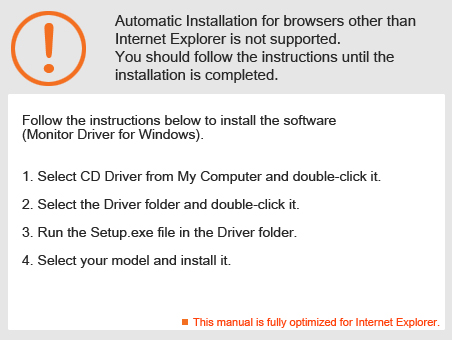 Automatic Installation for browsers other than
Internet Explorer is not supported.
You should follow the instructions until the
installation is completed.
Follow the instructions below to install the software
(Monitor Driver for Windows).
1. Select CD Driver from My Computer and double-click it.
2. Select the Driver folder and double-click it.
3. Run the Setup.exe file in the Driver folder.
4. Select your model and install it.
This manual is fully optimized for Internet Explorer.